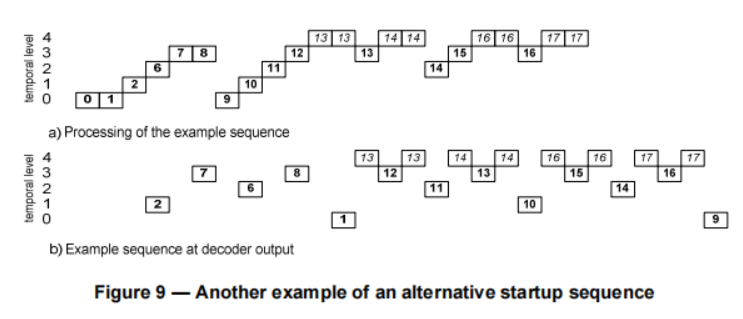 temporal level
4 13 13 14 14 16 16 17 17
3 7 8 12 13 15 16
2 6 11 14
1 2 10
0 0 1 9
a) Processing of the example sequence
temporal level
4 13 13 14 14 16 16 17 17
3 7 8 12 13 15 16
2 6 11 14
1 2 10
0 1 9
b) Example sequence at decoder output
Figure 9 — Another example of an alternative startup sequence